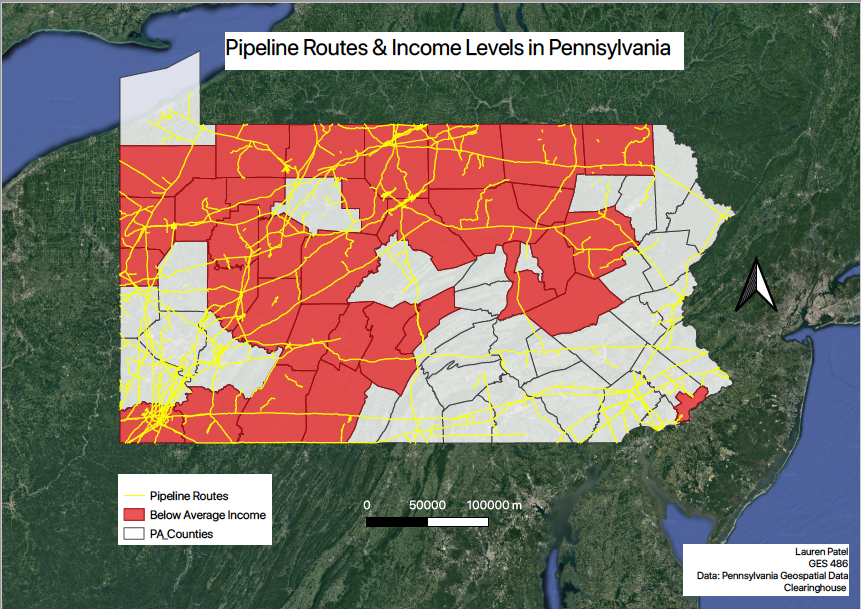 Pipeline Routes & Income Levels in Pennsylvania
Pipeline Routes
Below Average Income
PA_Counties
0 50000 100000 m
Lauren Patel
GES 486
Data: Pennsylvania Geospatial Data
Clearinghouse